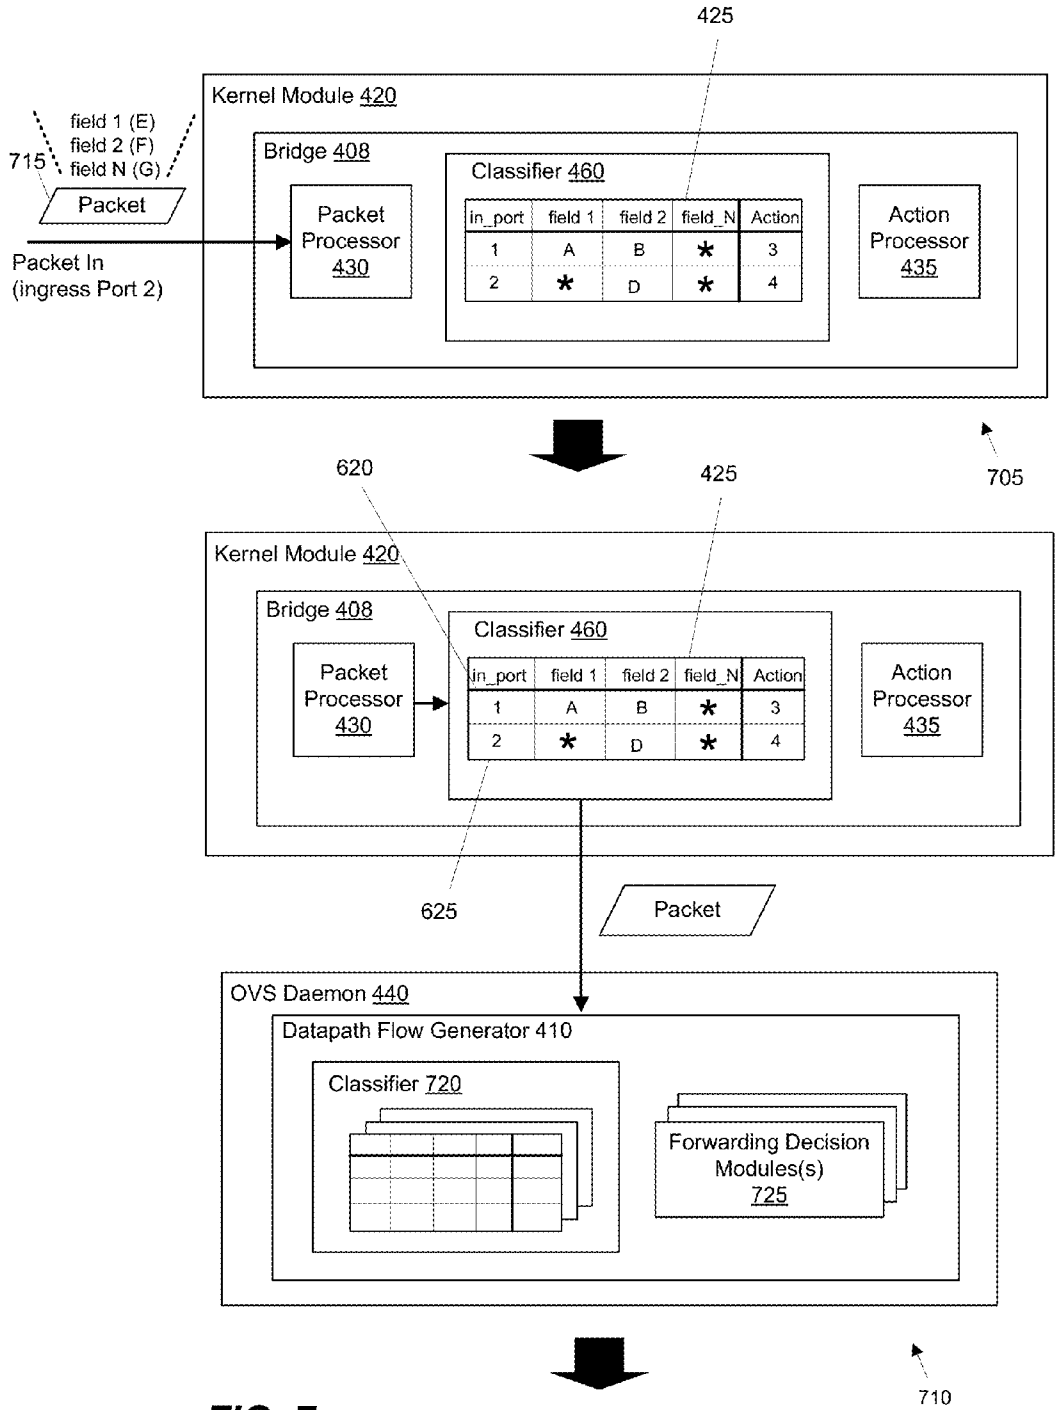 425
Kernel Module 420
field 1 (E)
field 2 (F)
field N (G)
715
Packet
Packet In
(ingress Port 2)
Bridge 408
Packet
Processor
430
Classifier 460
in_port field 1 field 2 field_N Action
1 A B * 3
2 * D * 4
Action
Processor
435
705
620
425
Kernel Module 420
Bridge 408
Packet
Processor
430
Classifier 460
in_port field 1 field 2 field_N Action
1 A B * 3
2 * D * 4
Action
Processor
435
625
Packet
OVS Daemon 440
Datapath Flow Generator 410
Classifier 720
Forwarding Decision
Modules(s)
725
710